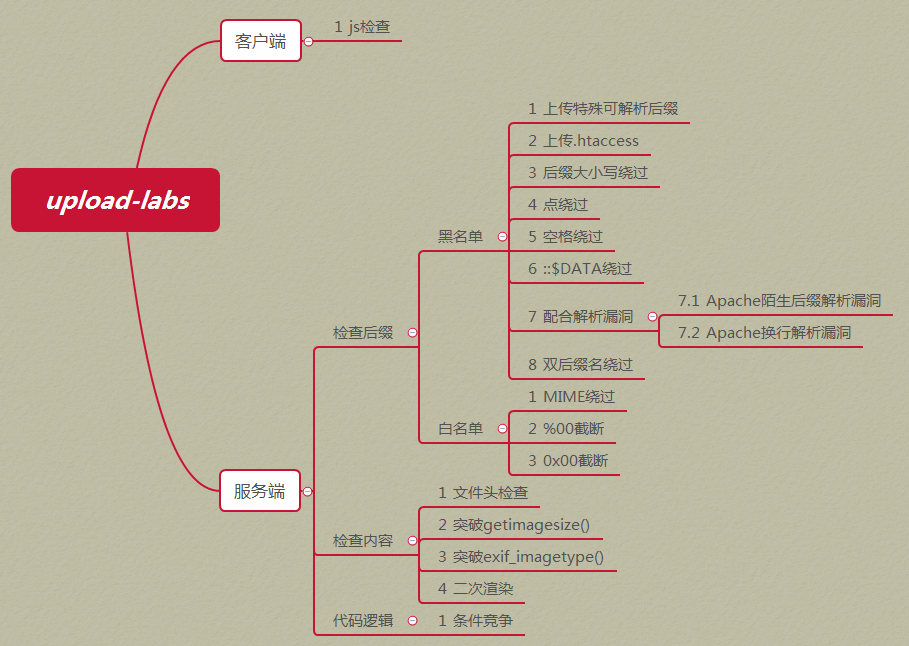 upload-labs
客户端
1 js检查
服务端
检查后缀
黑名单
1 上传特殊可解析后缀
2 上传.htaccess
3 后缀大小写绕过
4 点绕过
5 空格绕过
6 ::$DATA绕过
7 配合解析漏洞
7.1 Apache陌生后缀解析漏洞
7.2 Apache换行解析漏洞
8 双后缀名绕过
白名单
1 MIME绕过
2 %00截断
3 0x00截断
检查内容
1 文件头检查
2 突破getimagesize()
3 突破exif_imagetype()
4 二次渲染
代码逻辑
1 条件竞争